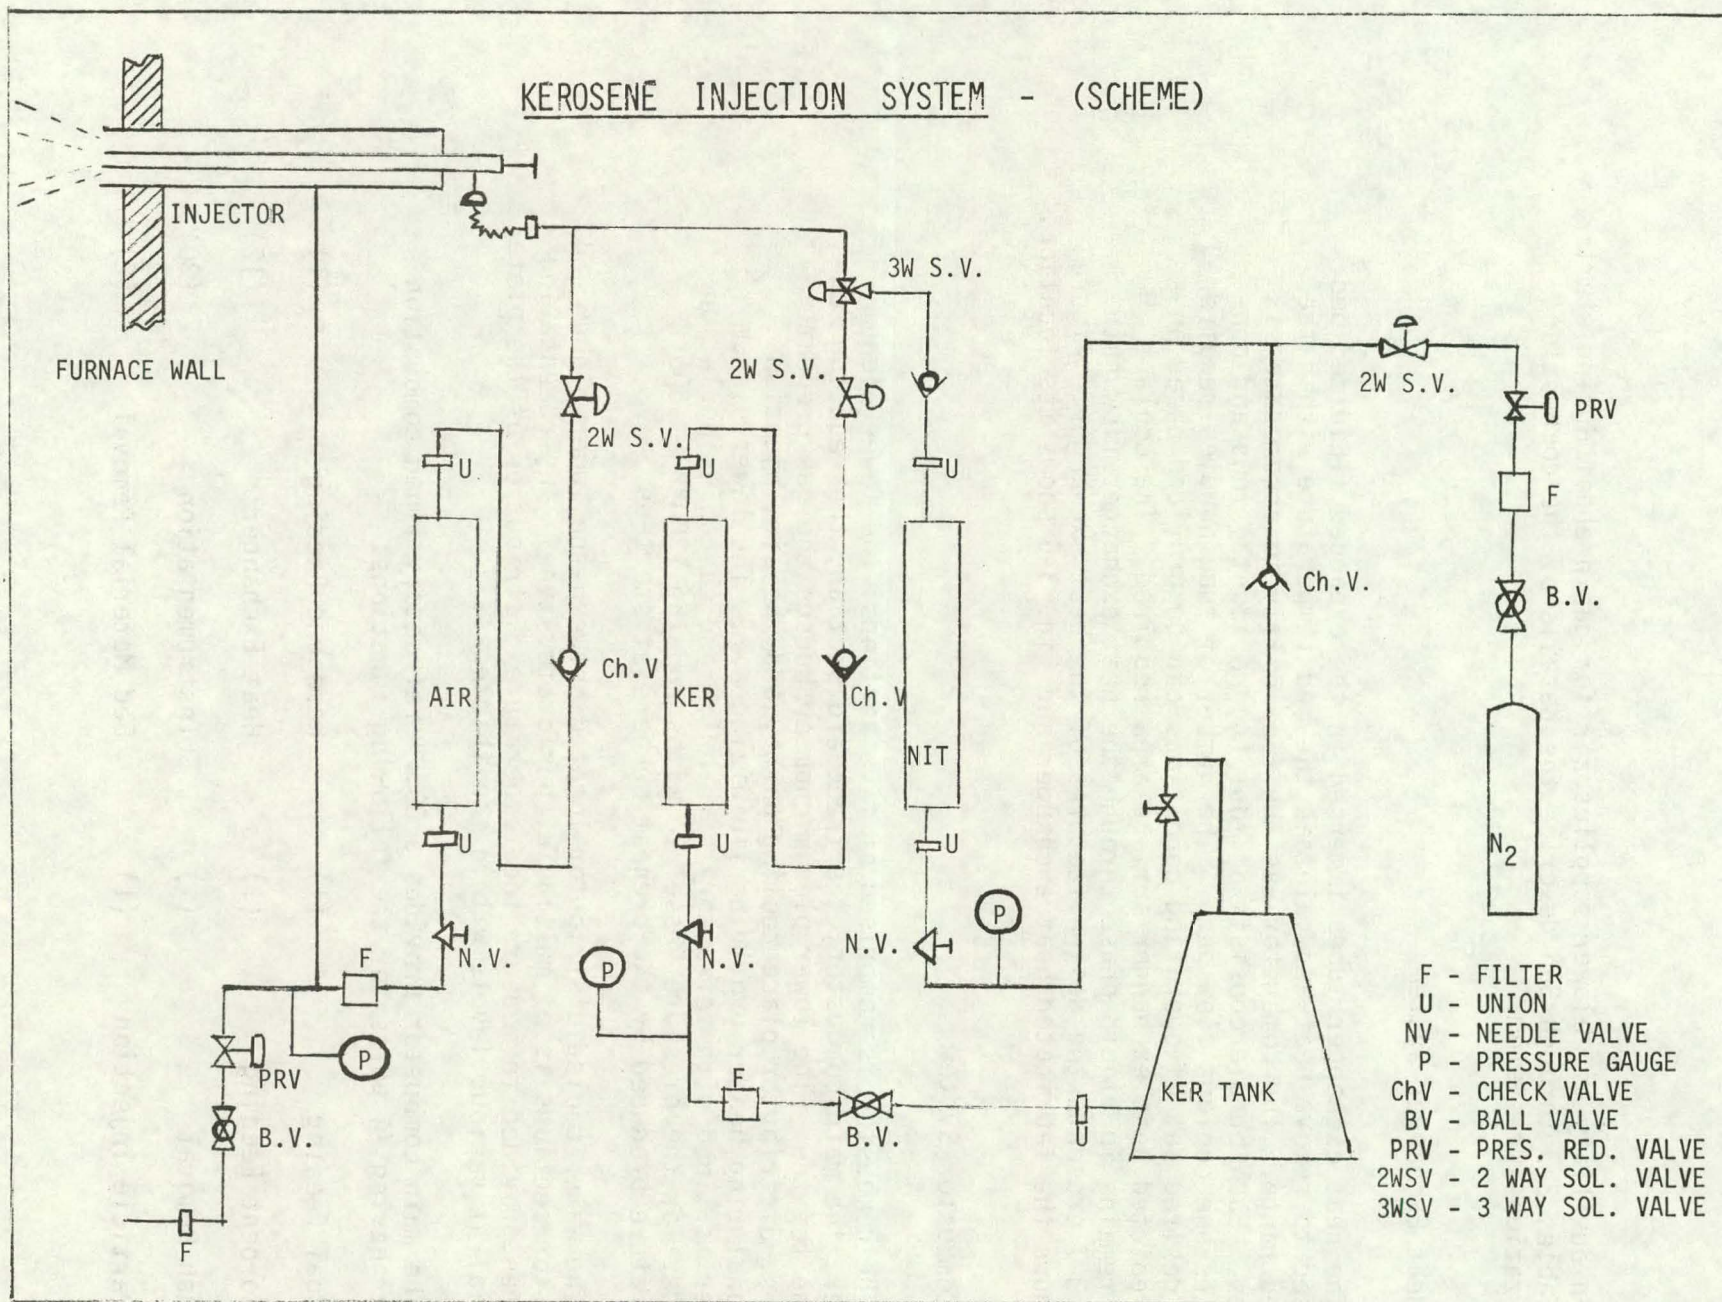 KEROSENE INJECTION SYSTEM - (SCHEME)
INJECTOR
FURNACE WALL
3W S.V.
2W S.V.
2W S.V.
2W S.V.
PRV
U
U
U
F
Ch.V.
B.V.
Ch.V
Ch.V
AIR
KER
NIT
N2
U
U
U
P
N.V.
N.V.
N.V.
F
P
P
PRV
B.V.
F
F
B.V.
U
KER TANK
F - FILTER
U - UNION
NV - NEEDLE VALVE
P - PRESSURE GAUGE
ChV - CHECK VALVE
BV - BALL VALVE
PRV - PRES. RED. VALVE
2WSV - 2 WAY SOL. VALVE
3WSV - 3 WAY SOL. VALVE